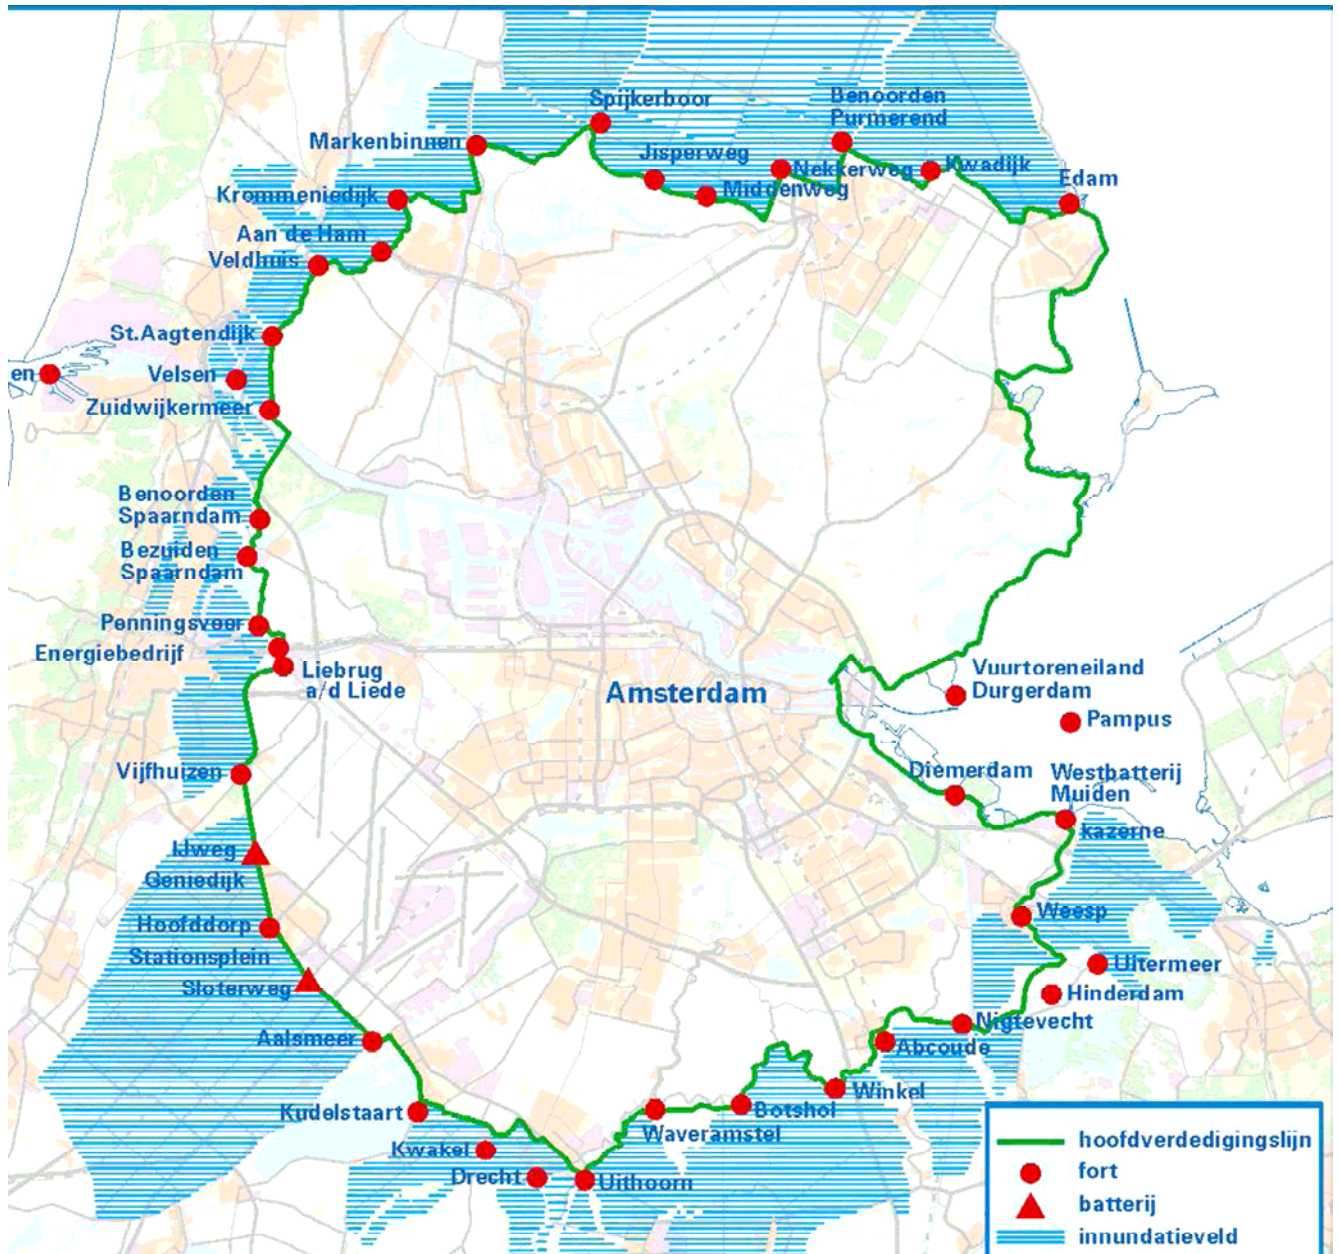 Spijkerboor
Benoorden
Purmerend
Markenbinnen
Jisperweg
Nekkerweg
Kwadijk
Middenweg
Edam
Krommeniedijk
Aan de Ham
Veldhuis
St.Aagtendijk
en
Velsen
Zuidwijkermeer
Benoorden
Spaarndam
Bezuiden
Spaarndam
Penningsveer
Energiebedrijf
Liebrug
a/d Liede
Amsterdam
Vuurtoreneiland
Durgerdam
Pampus
Vijfhuizen
Diemerdam
Westbatterij
Muiden
kazerne
IJweg
Geniedijk
Hoofddorp
Weesp
Stationsplein
Uitermeer
Sloterweg
Hinderdam
Nigtevecht
Aalsmeer
Abcoude
Winkel
Kudelstaart
Botshol
Waveramstel
Kwakel
Drecht
Uithoorn
hoofdverdedigingslijn
fort
batterij
innundatieveld